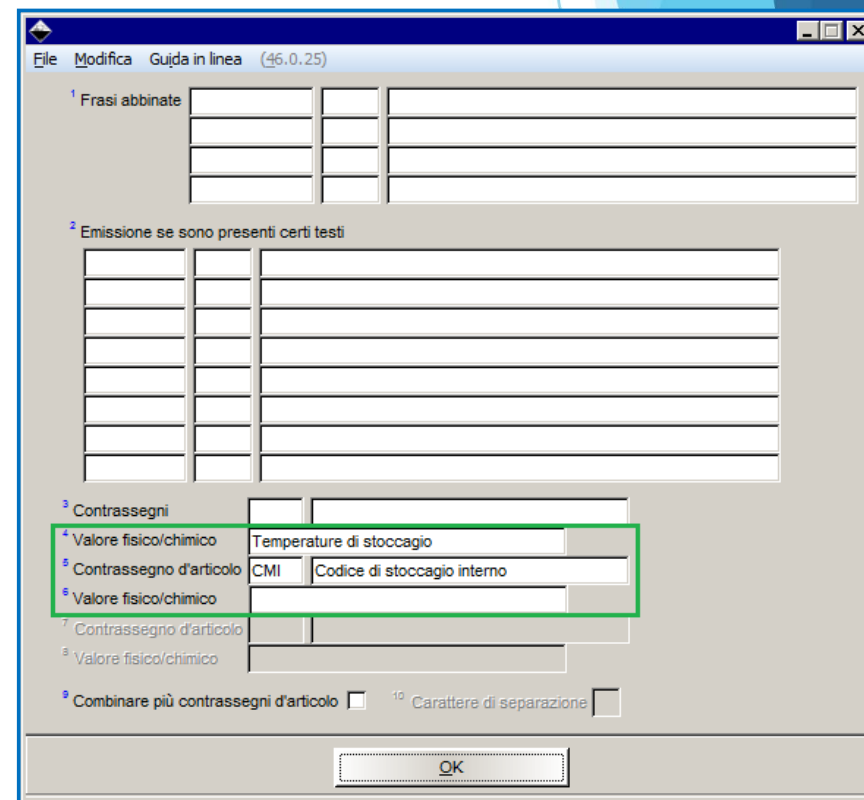 File Modifica Guida in linea (46.0.25)
1 Frasi abbinate
2 Emissione se sono presenti certi testi
3 Contrassegni
4 Valore fisico/chimico Temperature di stoccagio
5 Contrassegno d'articolo CMI Codice di stoccagio interno
6 Valore fisico/chimico
7 Contrassegno d'articolo
8 Valore fisico/chimico
9 Combinare più contrassegni d'articolo 10 Carattere di separazione
OK